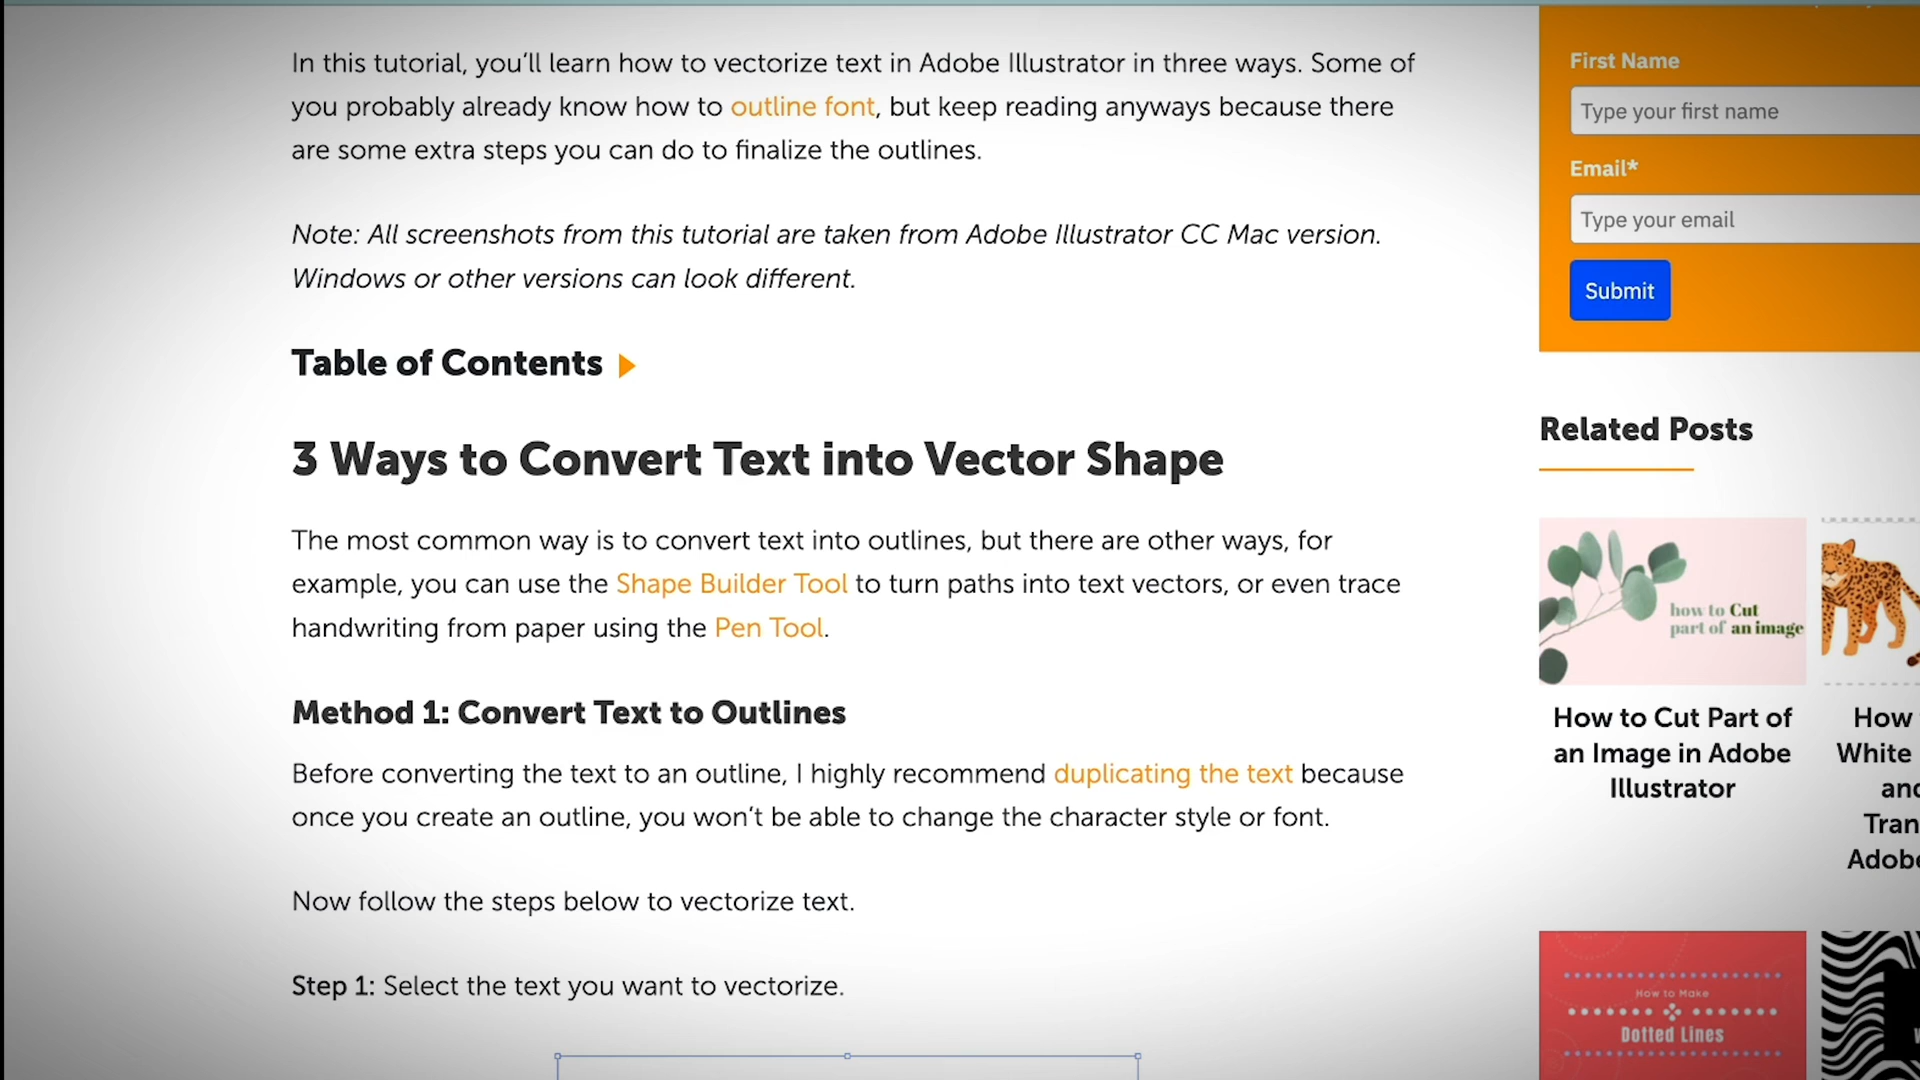 In this tutorial, you'll learn how to vectorize text in Adobe Illustrator in three ways. Some of
you probably already know how to outline font, but keep reading anyways because there
are some extra steps you can do to finalize the outlines.
Note: All screenshots from this tutorial are taken from Adobe Illustrator CC Mac version.
Windows or other versions can look different.
Table of Contents
3 Ways to Convert Text into Vector Shape
The most common way is to convert text into outlines, but there are other ways, for
example, you can use the Shape Builder Tool to turn paths into text vectors, or even trace
handwriting from paper using the Pen Tool.
Method 1: Convert Text to Outlines
Before converting the text to an outline, I highly recommend duplicating the text because
once you create an outline, you won't be able to change the character style or font.
Now follow the steps below to vectorize text.
Step 1: Select the text you want to vectorize.
First Name
Type your first name
Email*
Type your email
Submit
Related Posts
how to Cut
part of an image
How to Cut Part of
an Image in Adobe
Illustrator
How
White
How to Make
Dotted Lines